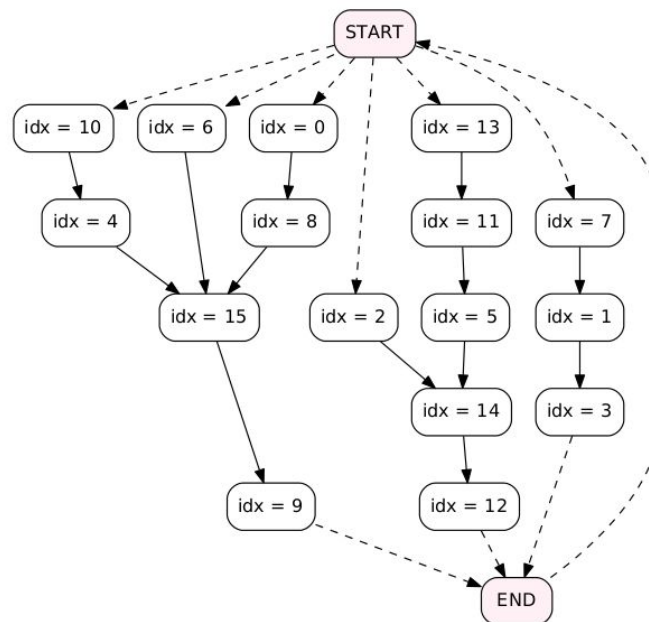 START
idx = 10
idx = 6
idx = 0
idx = 13
idx = 4
idx = 8
idx = 11
idx = 7
idx = 15
idx = 2
idx = 5
idx = 1
idx = 14
idx = 3
idx = 9
idx = 12
END